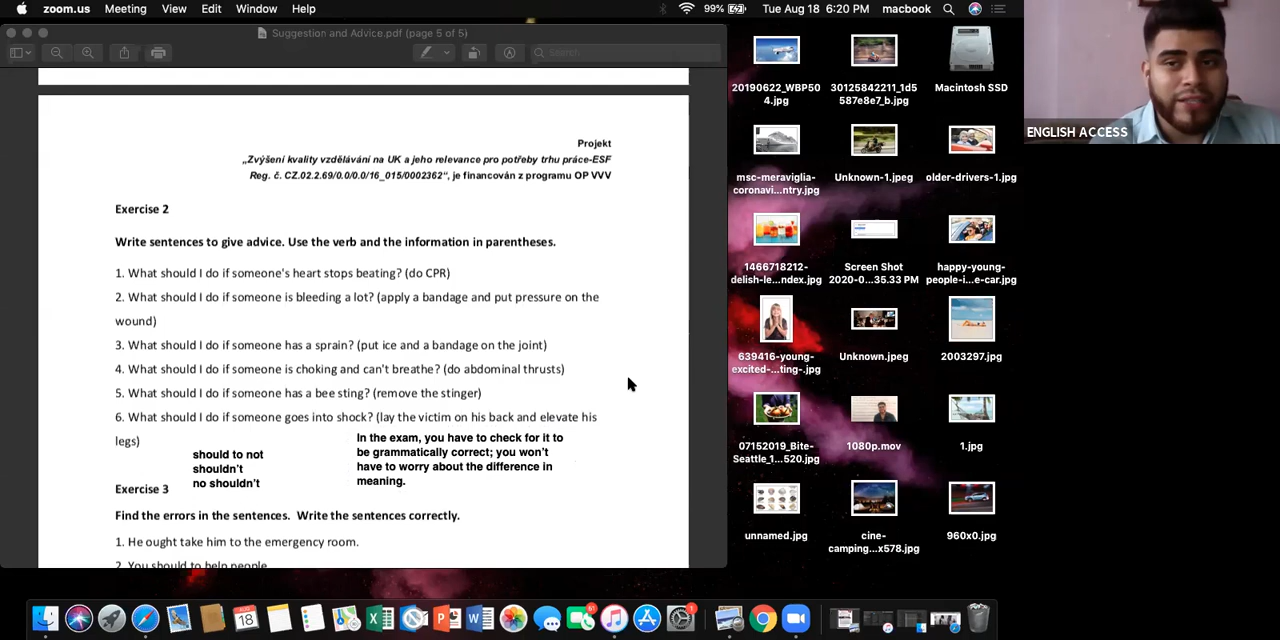 zoom.us Meeting View Edit Window Help
99% Tue Aug 18 6:20 PM macbook
Suggestion and Advice.pdf (page 5 of 5)
Search
Projekt
„Zvýšení kvality vzdělávání na UK a jeho relevance pro potřeby trhu práce-ESF
Reg. č. CZ.02.2.69/0.0/0.0/16_015/0002362“, je financován z programu OP VVV
Exercise 2
Write sentences to give advice. Use the verb and the information in parentheses.
1. What should I do if someone's heart stops beating? (do CPR)
2. What should I do if someone is bleeding a lot? (apply a bandage and put pressure on the
wound)
3. What should I do if someone has a sprain? (put ice and a bandage on the joint)
4. What should I do if someone is choking and can't breathe? (do abdominal thrusts)
5. What should I do if someone has a bee sting? (remove the stinger)
6. What should I do if someone goes into shock? (lay the victim on his back and elevate his
legs)
should to not
shouldn't
no shouldn't
In the exam, you have to check for it to
be grammatically correct; you won't
have to worry about the difference in
meaning.
Exercise 3
Find the errors in the sentences. Write the sentences correctly.
1. He ought take him to the emergency room.
2. You should to help people
20190622_WBP50
4.jpg
30125842211_1d5
587e8e7_b.jpg
Macintosh SSD
msc-meraviglia-
coronavi...ntry.jpg
Unknown-1.jpeg
older-drivers-1.jpg
1466718212-
delish-le...ndex.jpg
Screen Shot
2020-0...35.33 PM
happy-young-
people-i...e-car.jpg
639416-young-
excited-...ting-.jpg
Unknown.jpeg
2003297.jpg
07152019_Bite-
Seattle_1...520.jpg
1080p.mov
1.jpg
unnamed.jpg
cine-
camping...x578.jpg
960x0.jpg
ENGLISH ACCESS